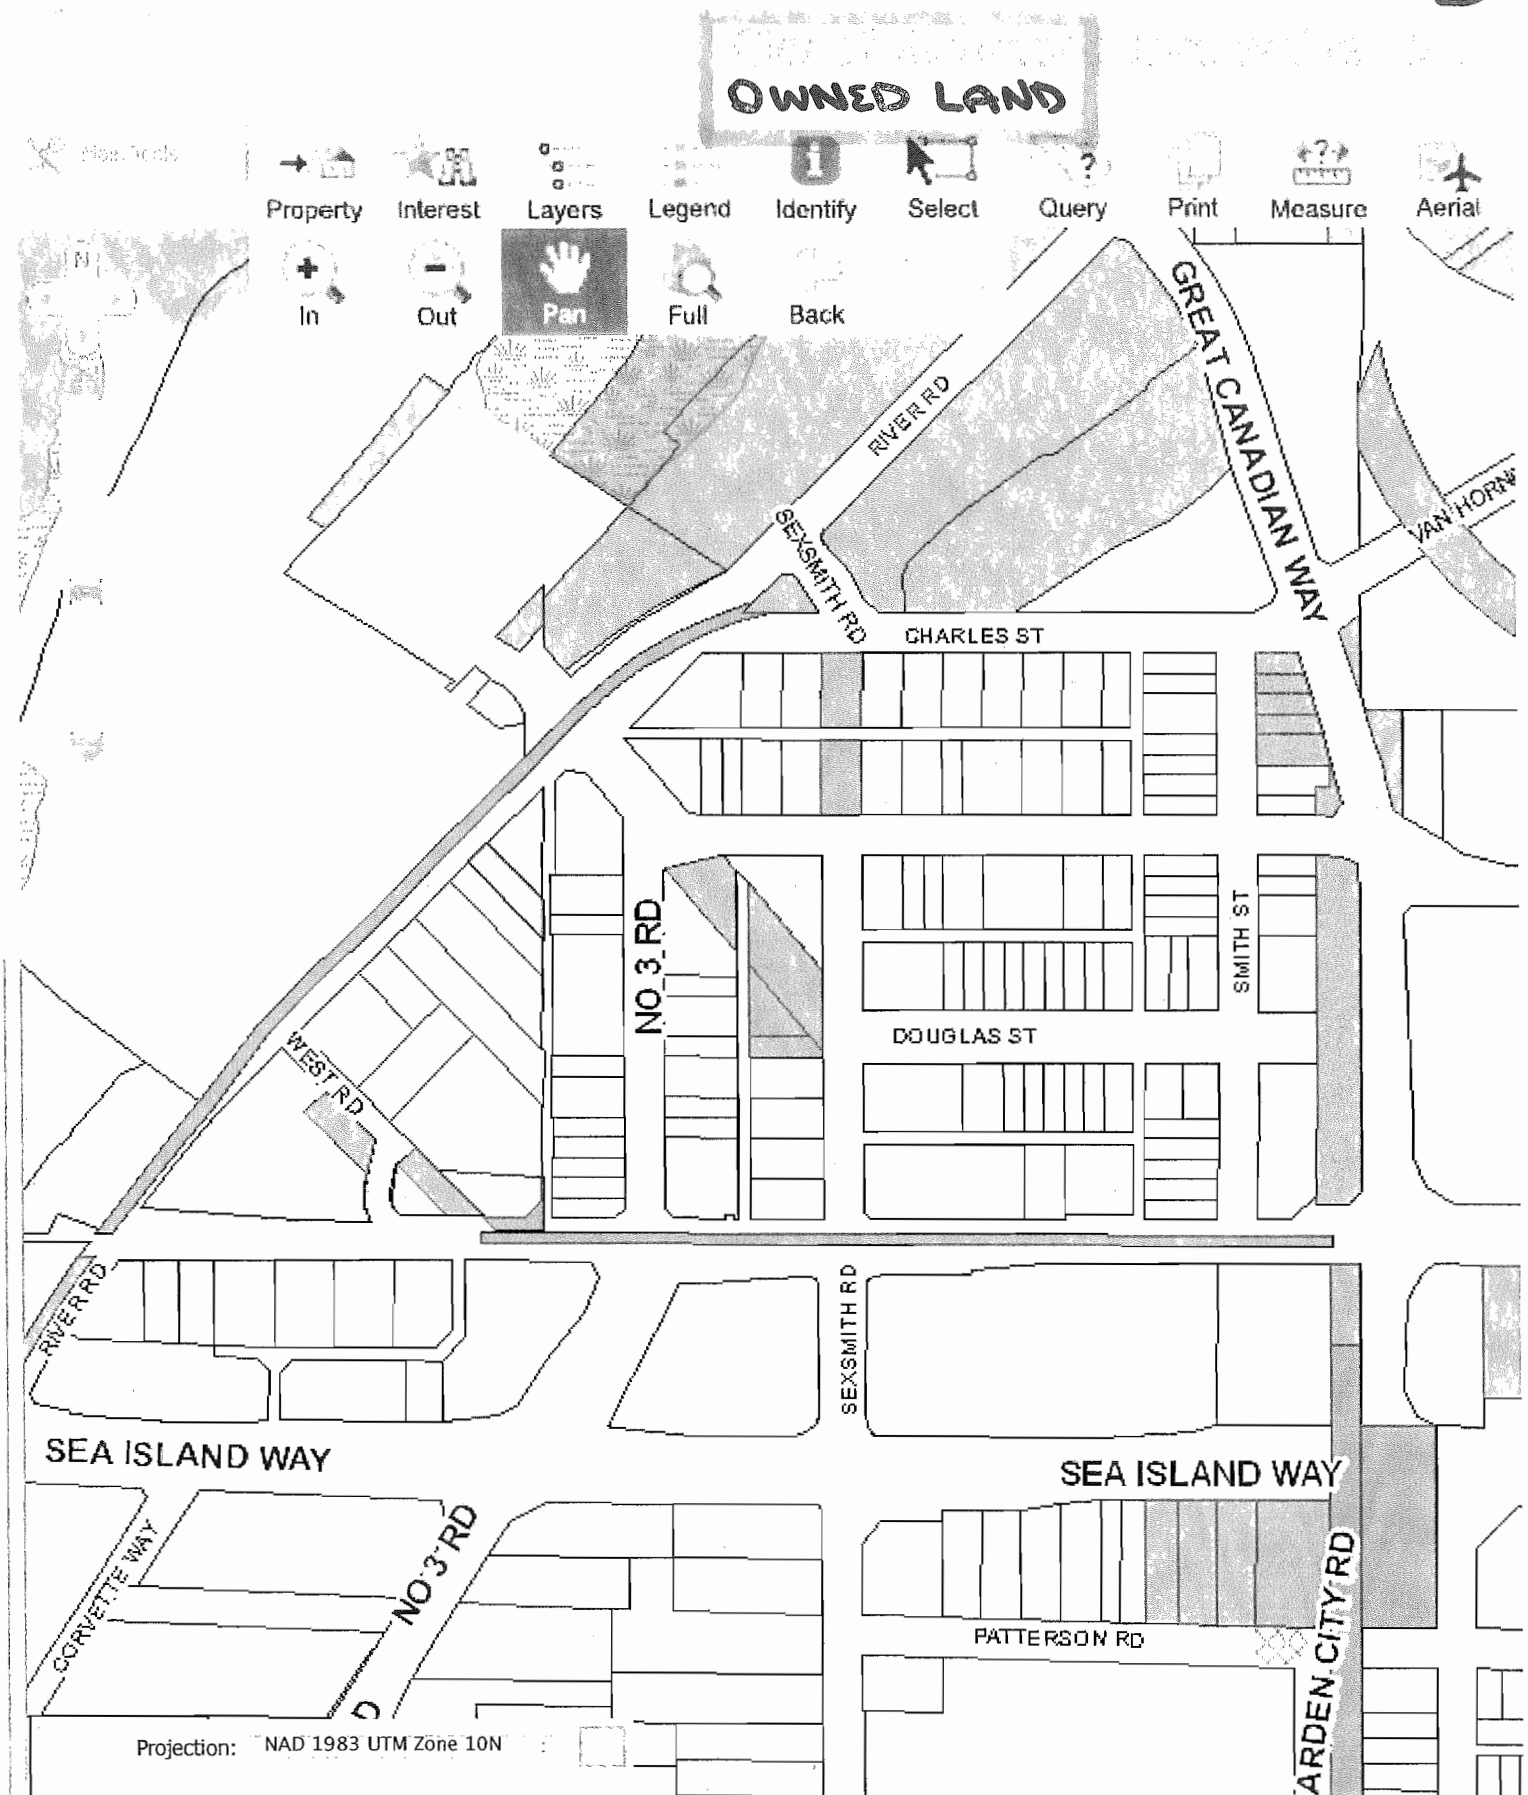 OWNED LAND
Main Tools
Property Interest Layers Legend Identify Select Query Print Measure Aerial
In Out Pan Full Back
N
GREAT CANADIAN WAY
RIVER RD
VAN HORNE
SEXSMITH RD
CHARLES ST
NO 3 RD
SMITH ST
DOUGLAS ST
WEST RD
RIVER RD
SEXSMITH RD
SEA ISLAND WAY
SEA ISLAND WAY
CORVETTE WAY
NO 3 RD
PATTERSON RD
ARDEN CITY RD
D
Projection: NAD 1983 UTM Zone 10N :